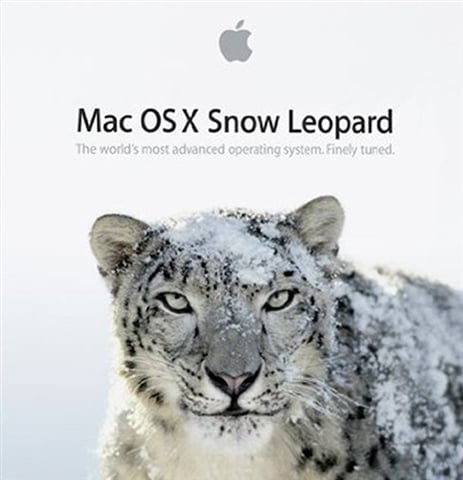 Mac OS X Snow Leopard
The world's most advanced operating system. Finely tuned.